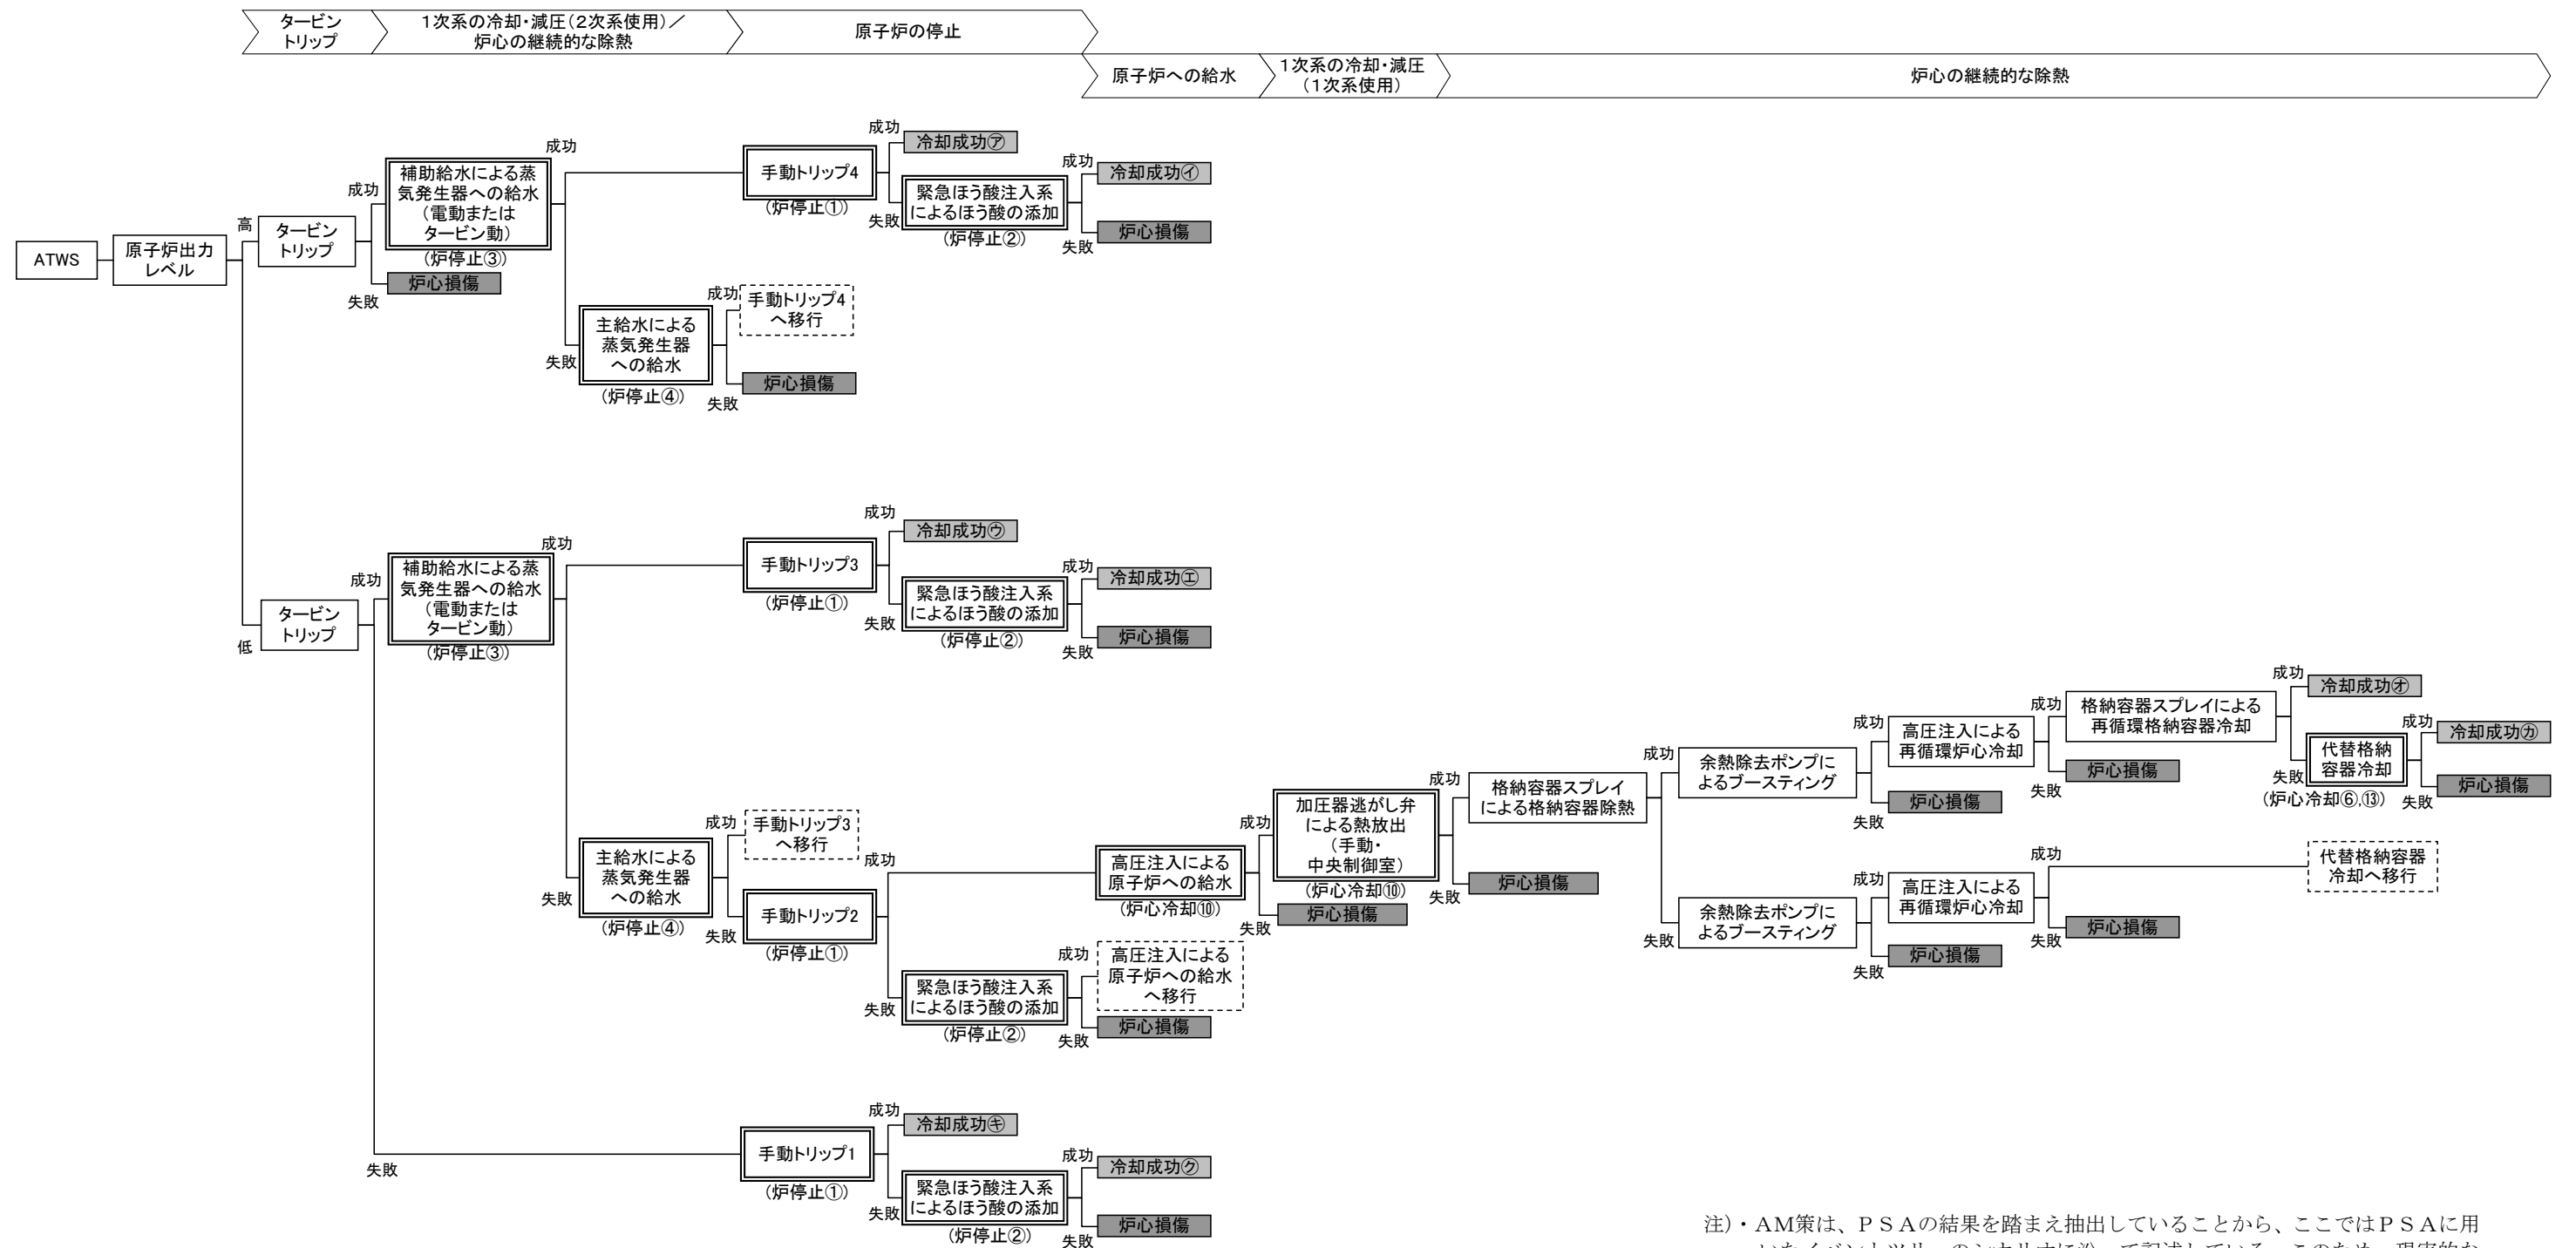 タービン
トリップ
1次系の冷却・減圧(2次系使用)／
炉心の継続的な除熱
原子炉の停止
原子炉への給水
1次系の冷却・減圧
(1次系使用)
炉心の継続的な除熱
ATWS
原子炉出力
レベル
高
タービン
トリップ
成功
補助給水による蒸
気発生器への給水
(電動または
タービン動)
(炉停止③)
失敗
炉心損傷
成功
手動トリップ4
(炉停止①)
成功
冷却成功㋐
失敗
緊急ほう酸注入系
によるほう酸の添加
(炉停止②)
成功
冷却成功㋑
失敗
炉心損傷
失敗
主給水による
蒸気発生器
への給水
(炉停止④)
成功
手動トリップ4
へ移行
失敗
炉心損傷
低
タービン
トリップ
成功
補助給水による蒸
気発生器への給水
(電動または
タービン動)
(炉停止③)
成功
手動トリップ3
(炉停止①)
成功
冷却成功㋒
失敗
緊急ほう酸注入系
によるほう酸の添加
(炉停止②)
成功
冷却成功㋓
失敗
炉心損傷
失敗
主給水による
蒸気発生器
への給水
(炉停止④)
成功
手動トリップ3
へ移行
失敗
手動トリップ2
(炉停止①)
成功
高圧注入による
原子炉への給水
(炉心冷却⑩)
成功
加圧器逃がし弁
による熱放出
(手動・
中央制御室)
(炉心冷却⑩)
失敗
炉心損傷
成功
格納容器スプレイ
による格納容器除熱
失敗
炉心損傷
成功
余熱除去ポンプに
よるブースティング
成功
高圧注入による
再循環炉心冷却
失敗
炉心損傷
成功
格納容器スプレイによる
再循環格納容器冷却
失敗
炉心損傷
成功
冷却成功㋔
失敗
代替格納
容器冷却
(炉心冷却⑥,⑬)
成功
冷却成功㋕
失敗
炉心損傷
失敗
余熱除去ポンプに
よるブースティング
成功
高圧注入による
再循環炉心冷却
失敗
炉心損傷
成功
代替格納容器
冷却へ移行
失敗
炉心損傷
失敗
緊急ほう酸注入系
によるほう酸の添加
(炉停止②)
成功
高圧注入による
原子炉への給水
へ移行
失敗
炉心損傷
失敗
手動トリップ1
(炉停止①)
成功
冷却成功㋖
失敗
緊急ほう酸注入系
によるほう酸の添加
(炉停止②)
成功
冷却成功㋗
失敗
炉心損傷
注)・AM策は、PSAの結果を踏まえ抽出していることから、ここではPSAに用